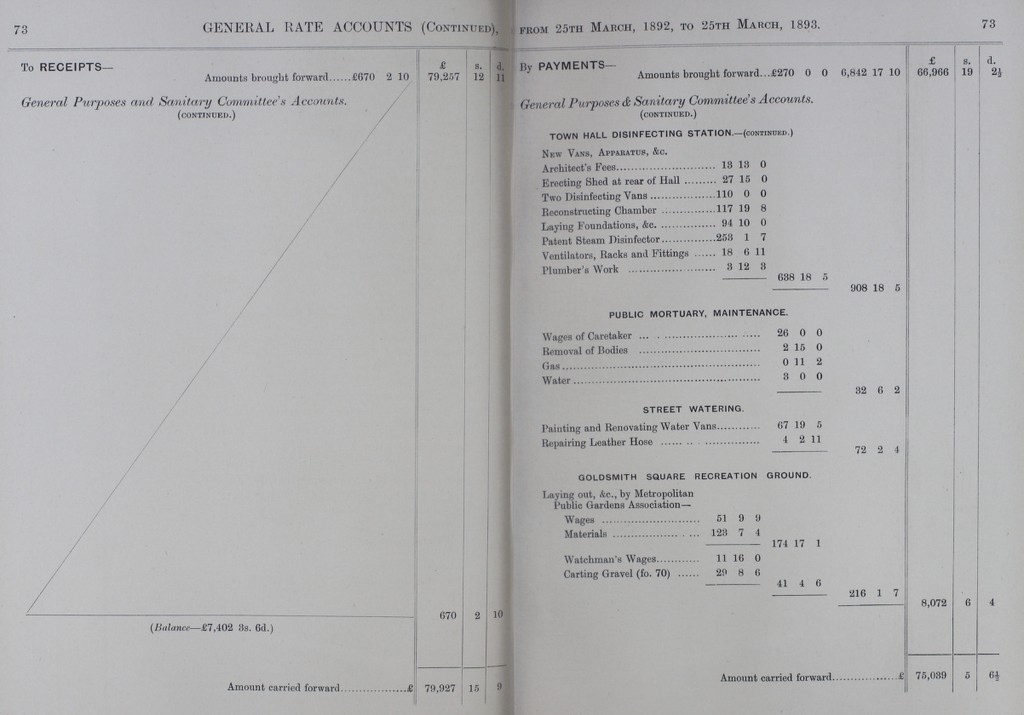 73 GENERAL RATE ACCOUNTS (Continued),
£ s. d.
To RECEIPTS—
Amounts brought forward......£670 2 10 79,257 12 11
General Purposes and Sanitary Committee's Accounts.
(CONTINUED.)
670 2 10
(Balance—£7,402 3s. 6d.)
Amount carried forward..................£ 79,927 15 9
FROM 25TH MARCH, 1892, TO 25TH MARCH, 1893. 73
£ s. d.
By PAYMENTS—
Amounts brought forward...£270 0 0 6,842 17 10 66,966 19 2½
General Purposes & Sanitary Committee's Accounts.
(CONTINUED.)
TOWN HALL DISINFECTING STATION.—(CONTINUED.)
New Vans, Apparatus, &c.
Architect's Fees.......................... 13 13 0
Erecting Shed at rear of Hall ......... 27 15 0
Two Disinfecting Vans ..................110 0 0
Reconstructing Chamber ...............117 19 8
Laying Foundations, &c. ............... 94 10 0
Patent Steam Disinfector...............253 1 7
Ventilators, Racks and Fittings ...... 18 6 11
Plumber's Work ........................ 3 12 3
638 18 5
908 18 5
PUBLIC MORTUARY, MAINTENANCE.
Wages of Caretaker ... . .......................... ..... 26 0 0
Removal of Bodies .................................. 2 15 0
Gas...................................................... 0 11 2
Water .................................................... 3 0 0
32 6 2
STREET WATERING.
Painting and Renovating Water Vans............ 67 19 5
Repairing Leather Hose ....... .. . ............... 4 2 11
72 2 4
GOLDSMITH SQUARE RECREATION GROUND.
Laying out, &c., by Metropolitan
Public Gardens Association—
Wages ........................... 51 9 9
Materials .................... . ... 123 7 4
174 17 1
Watchman's Wages............ 11 16 0
Carting Gravel (fo. 70) ...... 29 8 6
41 4 6
216 1 7
8,072 6 4
Amount carried forward..................£ 75,039 5 6½